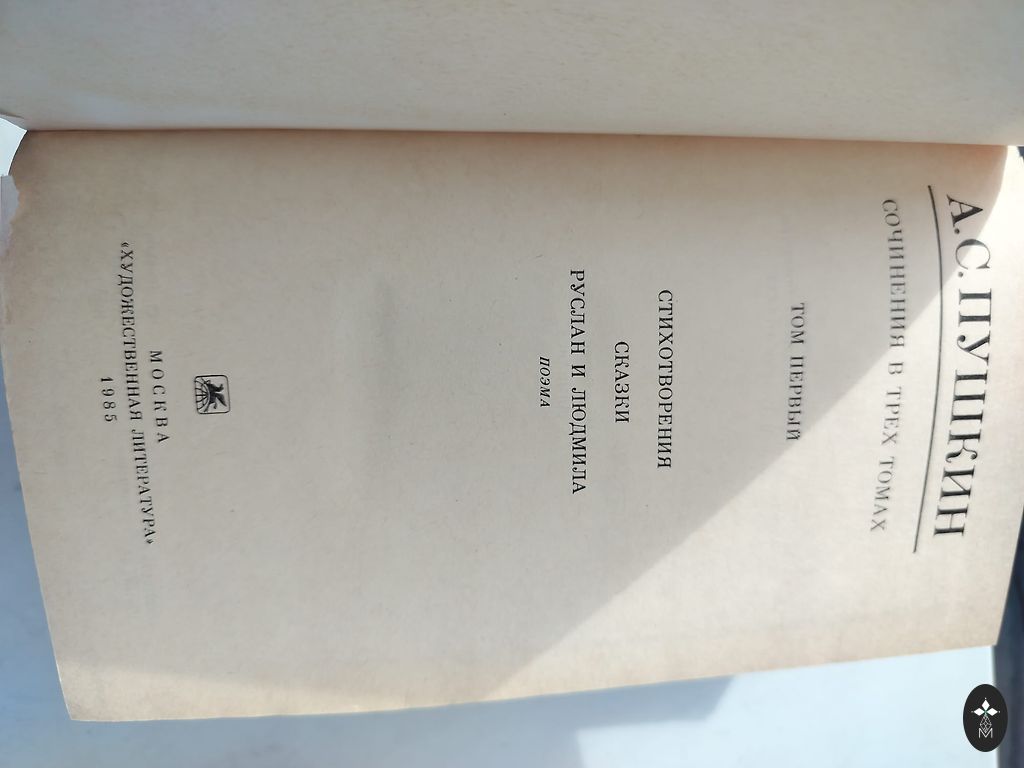 А. С. ПУШКИН
СОЧИНЕНИЯ В ТРЕХ ТОМАХ
ТОМ ПЕРВЫЙ
СТИХОТВОРЕНИЯ
СКАЗКИ
РУСЛАН И ЛЮДМИЛА
ПОЭМА
МОСКВА
«ХУДОЖЕСТВЕННАЯ ЛИТЕРАТУРА»
1985
М